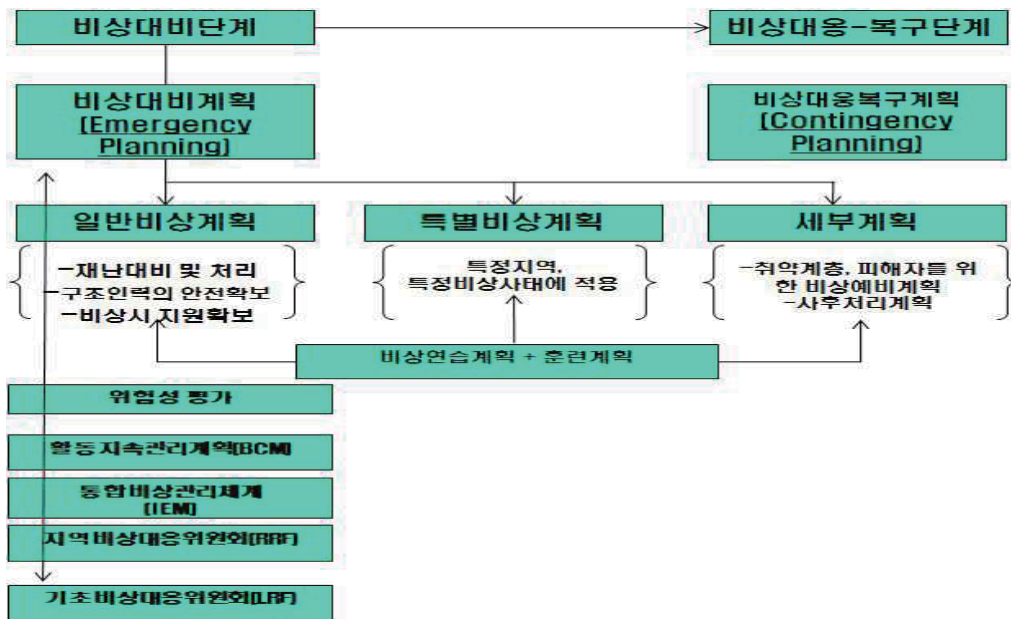 비상대비단계
비상대응-복구단계
비상대비계획
[Emergency
Planning]
비상대응복구계획
[Contingency
Planning]
일반비상계획
특별비상계획
세부계획
-재난대비 및 처리
-구조인력의 안전확보
-비상시 지원확보
특정지역,
특정비상사태에 적용
-취약계층, 피해자를 위
한 비상예비계획
-사후처리계획
비상연습계획 + 훈련계획
위험성 평가
활동지속관리계획[BCM]
통합비상관리체계
[IEM]
지역비상대응위원회[RRF]
기초비상대응위원회[LRF]